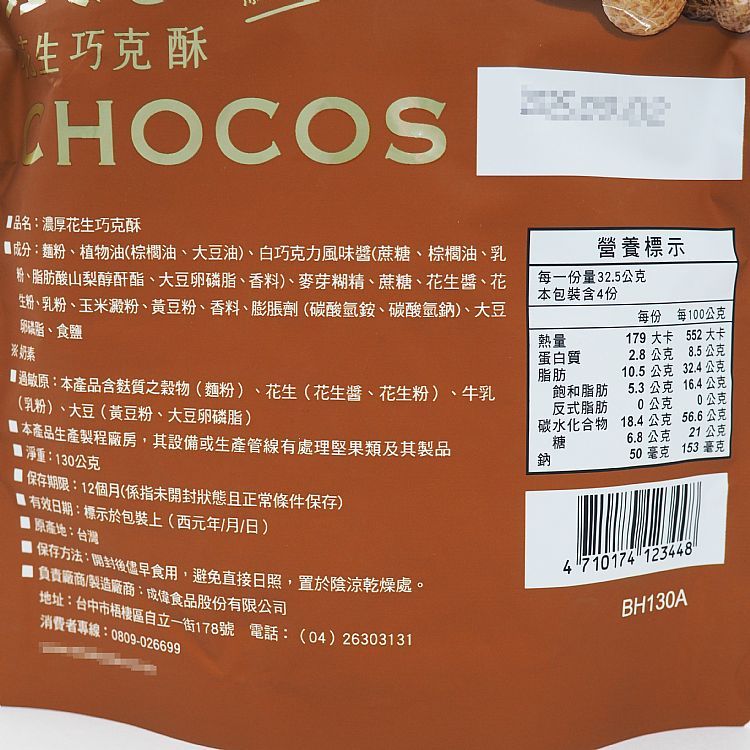 生巧克酥
CHOCOS
品名：濃厚花生巧克酥
成分：麵粉、植物油(棕櫚油、大豆油)、白巧克力風味醬(蔗糖、棕櫚油、乳
粉、脂肪酸山梨醇酐酯、大豆卵磷脂、香料)、麥芽糊精、蔗糖、花生醬、花
生粉、乳粉、玉米澱粉、黃豆粉、香料、膨脹劑（碳酸氫銨、碳酸氫鈉）、大豆
卵磷脂、食鹽
※奶素
過敏原：本產品含麩質之穀物（麵粉）、花生（花生醬、花生粉）、牛乳
（乳粉）、大豆（黃豆粉、大豆卵磷脂）
本產品生產製程廠房，其設備或生產管線有處理堅果類及其製品
淨重：130公克
保存期限：12個月(係指未開封狀態且正常條件保存)
有效日期：標示於包裝上（西元年/月/日）
原產地：台灣
保存方法：開封後儘早食用，避免直接日照，置於陰涼乾燥處。
負責廠商/製造廠商：成偉食品股份有限公司
地址：台中市梧棲區自立一街178號 電話：（04）26303131
消費者專線：0809-026699
營養標示
每一份量32.5公克
本包裝含4份
每份 每100公克
熱量 179 大卡 552 大卡
蛋白質 2.8 公克 8.5 公克
脂肪 10.5 公克 32.4 公克
飽和脂肪 5.3 公克 16.4 公克
反式脂肪 0 公克 0 公克
碳水化合物 18.4 公克 56.6 公克
糖 6.8 公克 21 公克
鈉 50 毫克 153 毫克
4 710174 123448
BH130A